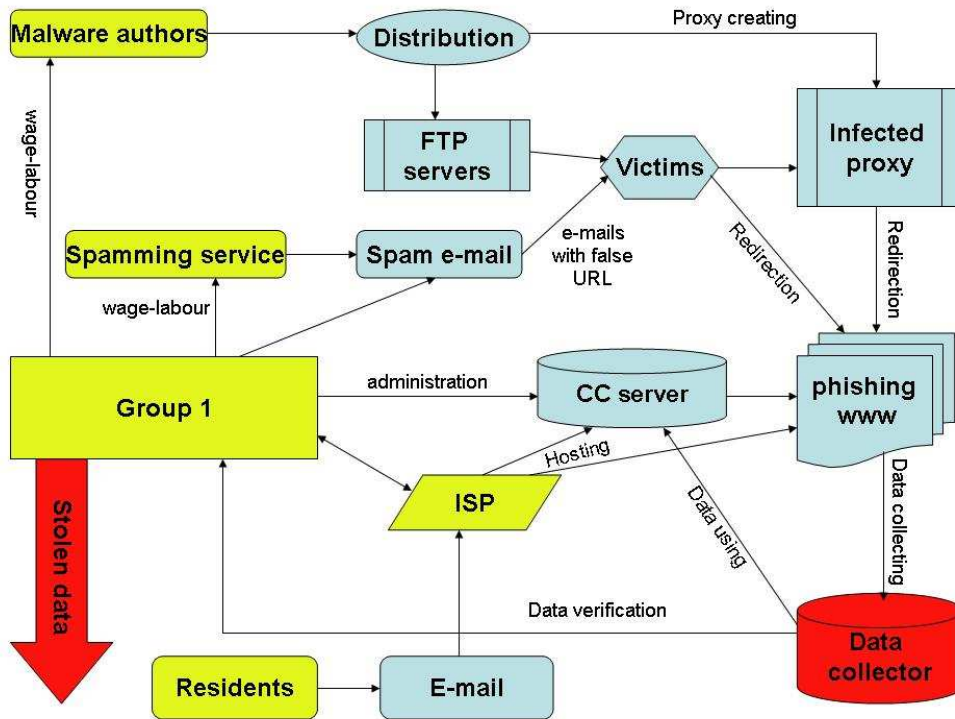 Malware authors
Distribution
Proxy creating
wage-labour
FTP
servers
Victims
Infected
proxy
Spamming service
Spam e-mail
e-mails
with false
URL
Redirection
Redirection
wage-labour
Group 1
administration
CC server
phishing
www
Hosting
ISP
Data using
Data collecting
Stolen data
Data verification
Data
collector
Residents
E-mail